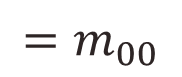 = m₀₀